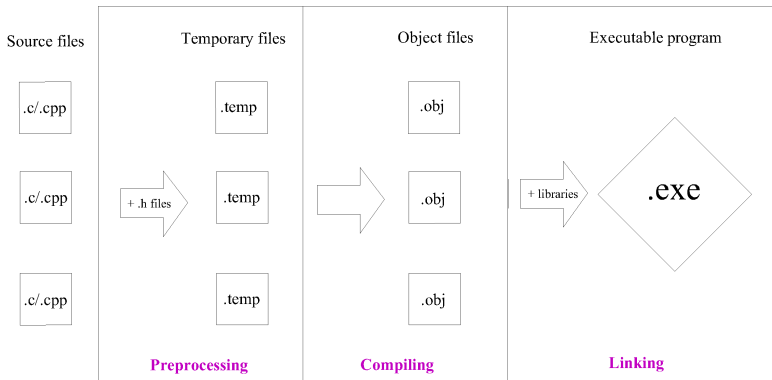 Source files
Temporary files
Object files
Executable program
.c/.cpp
.temp
.obj
.c/.cpp
+ .h files
.temp
.obj
+ libraries
.exe
.c/.cpp
.temp
.obj
Preprocessing
Compiling
Linking